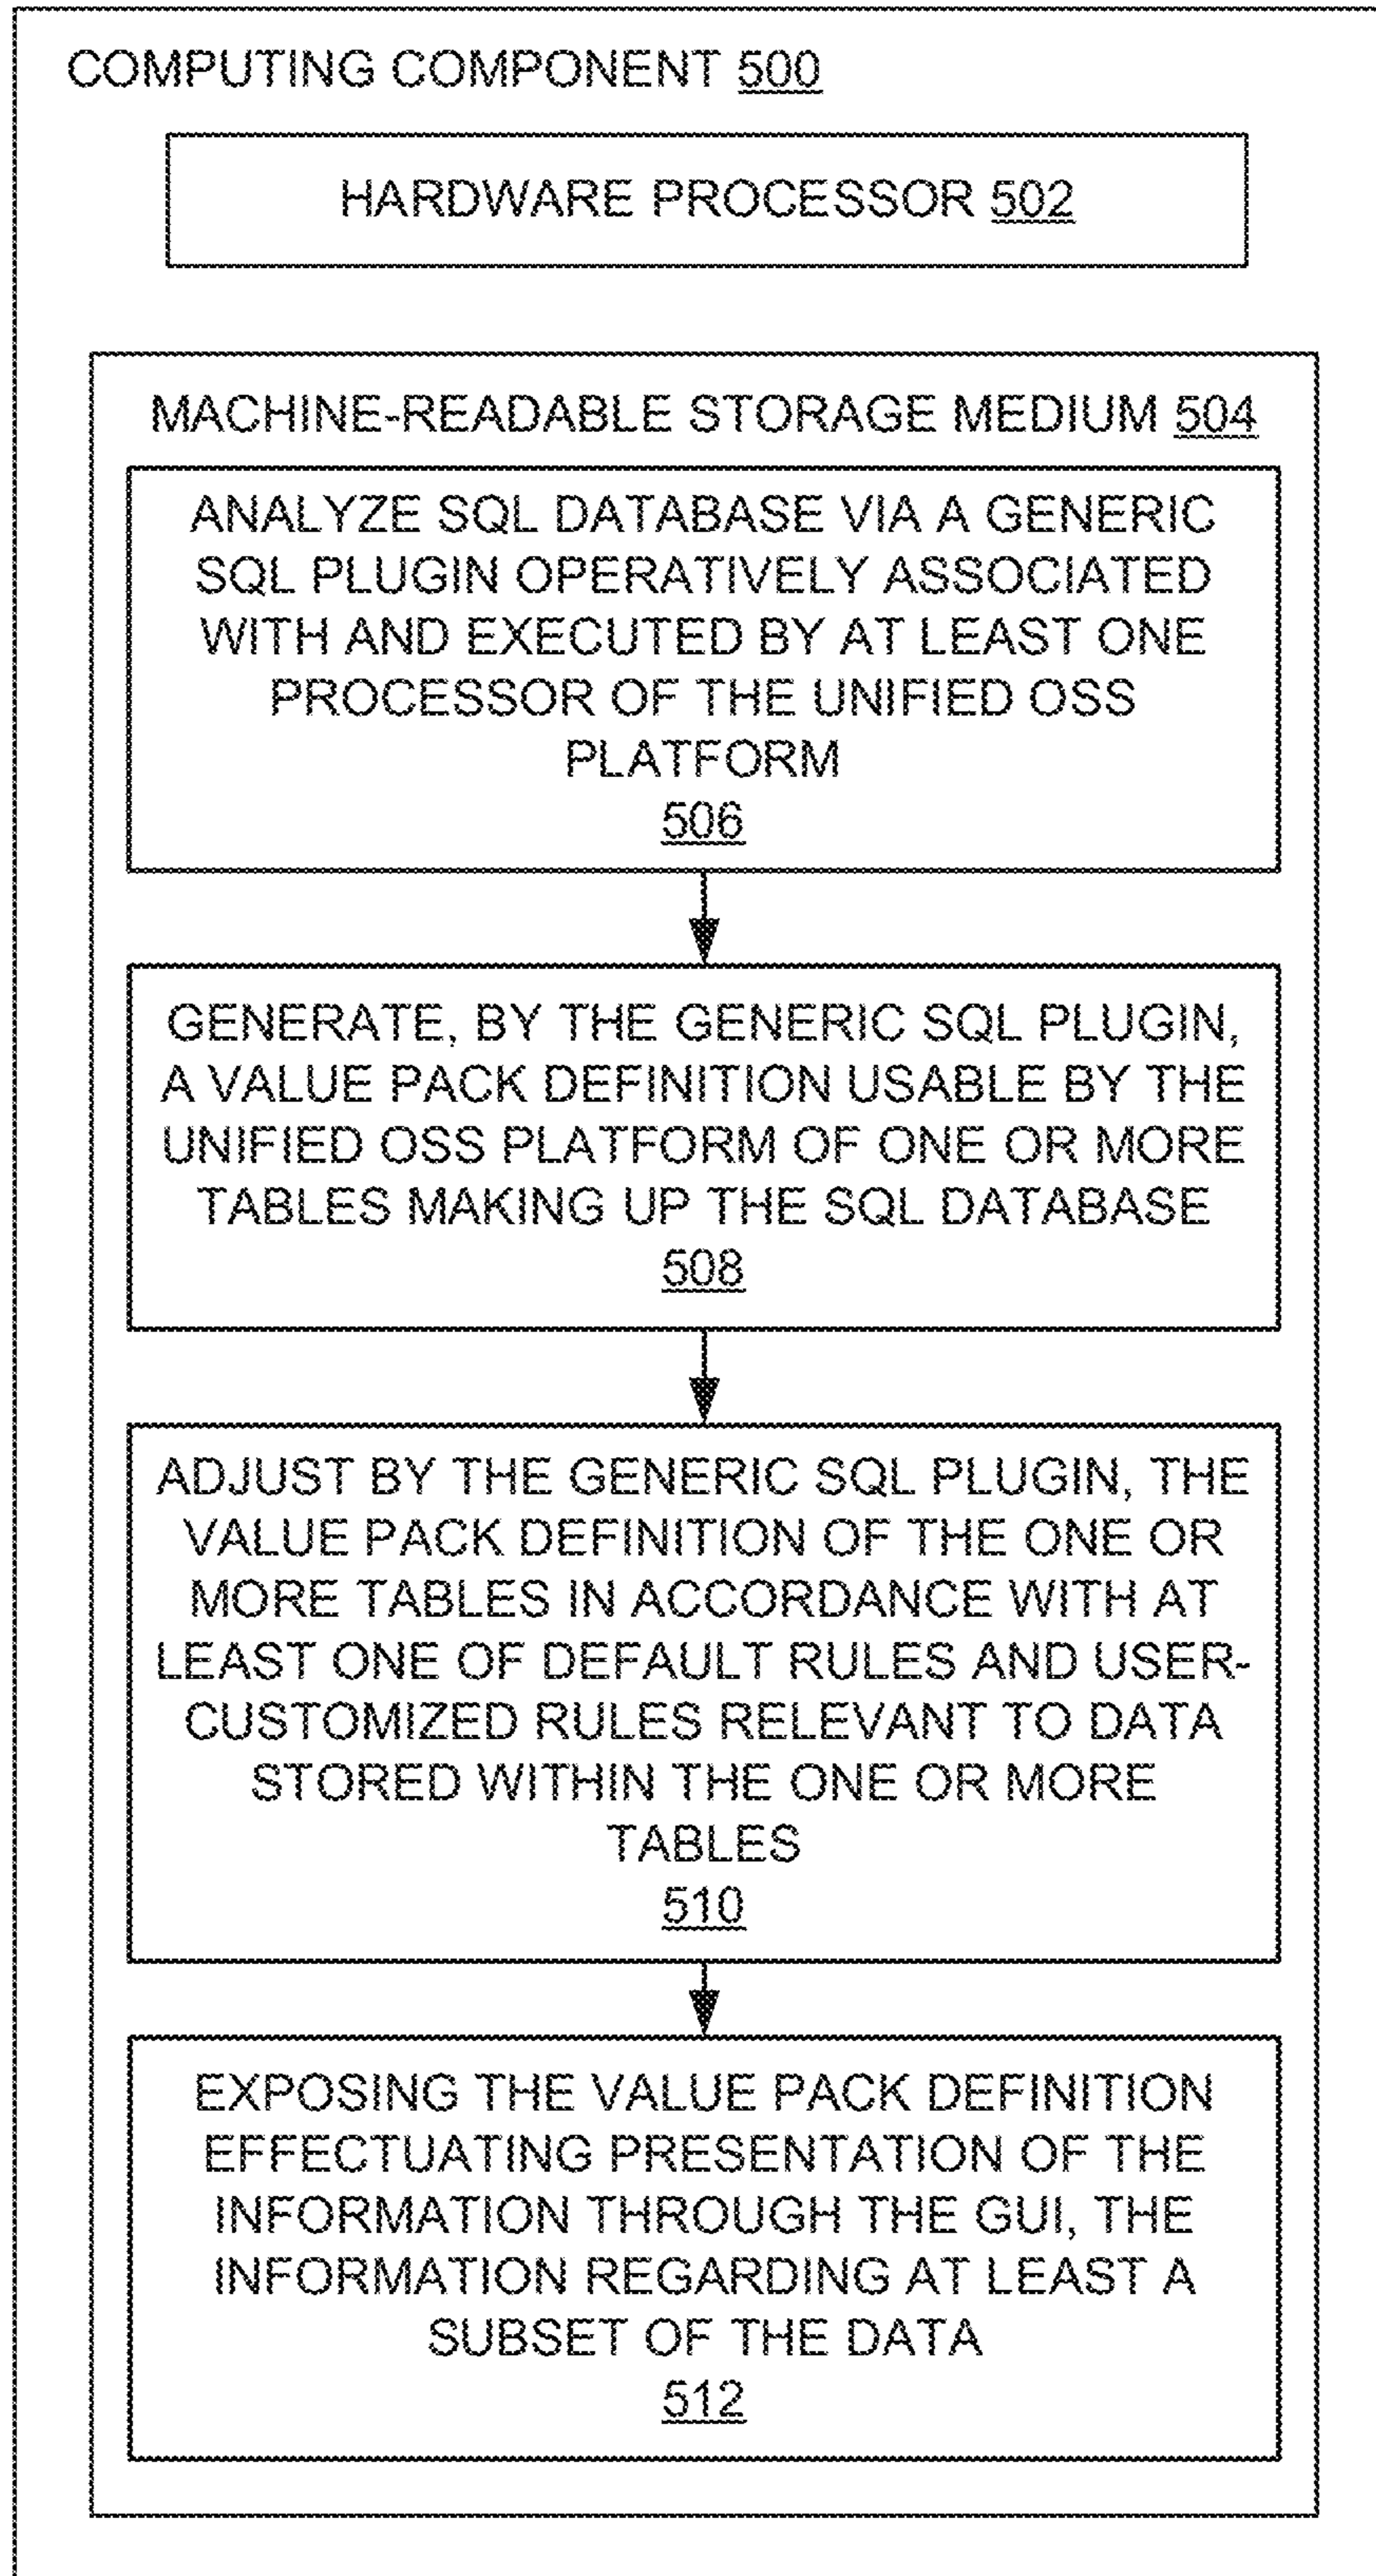 COMPUTING COMPONENT 500
HARDWARE PROCESSOR 502
MACHINE-READABLE STORAGE MEDIUM 504
ANALYZE SQL DATABASE VIA A GENERIC
SQL PLUGIN OPERATIVELY ASSOCIATED
WITH AND EXECUTED BY AT LEAST ONE
PROCESSOR OF THE UNIFIED OSS
PLATFORM
506
GENERATE, BY THE GENERIC SQL PLUGIN,
A VALUE PACK DEFINITION USABLE BY THE
UNIFIED OSS PLATFORM OF ONE OR MORE
TABLES MAKING UP THE SQL DATABASE
508
ADJUST BY THE GENERIC SQL PLUGIN, THE
VALUE PACK DEFINITION OF THE ONE OR
MORE TABLES IN ACCORDANCE WITH AT
LEAST ONE OF DEFAULT RULES AND USER-
CUSTOMIZED RULES RELEVANT TO DATA
STORED WITHIN THE ONE OR MORE
TABLES
510
EXPOSING THE VALUE PACK DEFINITION
EFFECTUATING PRESENTATION OF THE
INFORMATION THROUGH THE GUI, THE
INFORMATION REGARDING AT LEAST A
SUBSET OF THE DATA
512